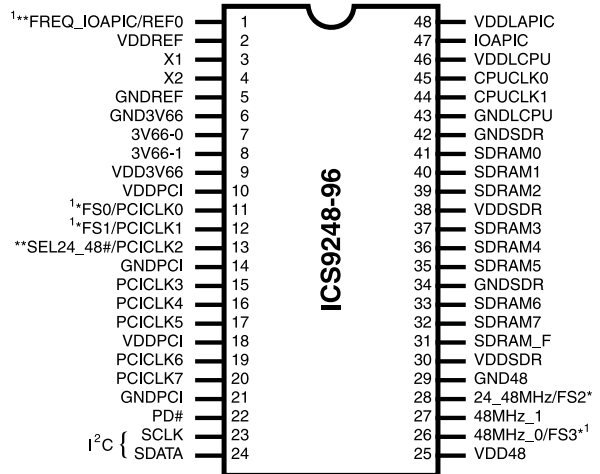 ¹**FREQ_IOAPIC/REF0 1 48 VDDLAPIC
VDDREF 2 47 IOAPIC
X1 3 46 VDDLCPU
X2 4 45 CPUCLK0
GNDREF 5 44 CPUCLK1
GND3V66 6 43 GNDLCPU
3V66-0 7 42 GNDSDR
3V66-1 8 41 SDRAM0
VDD3V66 9 40 SDRAM1
VDDPCI 10 39 SDRAM2
¹*FS0/PCICLK0 11 38 VDDSDR
¹*FS1/PCICLK1 12 37 SDRAM3
**SEL24_48#/PCICLK2 13 36 SDRAM4
GNDPCI 14 35 SDRAM5
PCICLK3 15 34 GNDSDR
PCICLK4 16 33 SDRAM6
PCICLK5 17 32 SDRAM7
VDDPCI 18 31 SDRAM_F
PCICLK6 19 30 VDDSDR
PCICLK7 20 29 GND48
GNDPCI 21 28 24_48MHz/FS2*
PD# 22 27 48MHz_1
I²C { SCLK 23 26 48MHz_0/FS3*¹
SDATA 24 25 VDD48
ICS9248-96